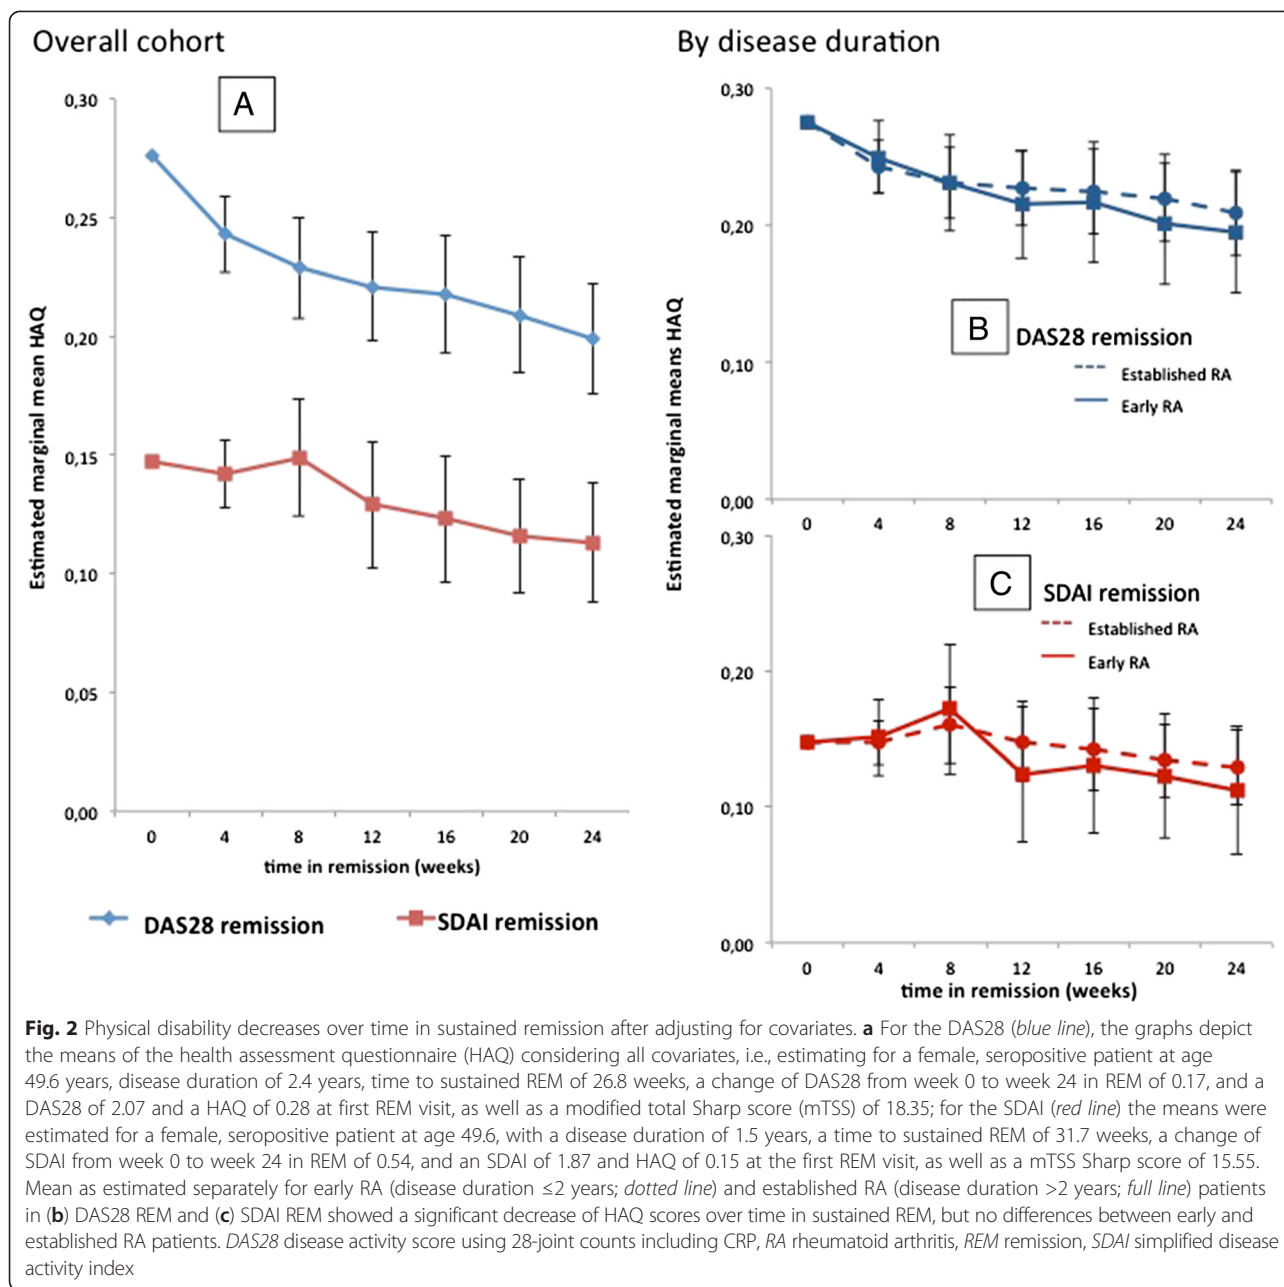 Overall cohort
A
0,30
0,25
0,20
0,15
0,10
0,05
0,00
Estimated marginal mean HAQ
0 4 8 12 16 20 24
time in remission (weeks)
DAS28 remission SDAI remission
By disease duration
Estimated marginal means HAQ
0,30
0,20
0,10
0,00
B
DAS28 remission
Established RA
Early RA
0 4 8 12 16 20 24
0,30
0,20
0,10
0,00
C
SDAI remission
Established RA
Early RA
0 4 8 12 16 20 24
time in remission (weeks)
Fig. 2 Physical disability decreases over time in sustained remission after adjusting for covariates. a For the DAS28 (blue line), the graphs depict
the means of the health assessment questionnaire (HAQ) considering all covariates, i.e., estimating for a female, seropositive patient at age
49.6 years, disease duration of 2.4 years, time to sustained REM of 26.8 weeks, a change of DAS28 from week 0 to week 24 in REM of 0.17, and a
DAS28 of 2.07 and a HAQ of 0.28 at first REM visit, as well as a modified total Sharp score (mTSS) of 18.35; for the SDAI (red line) the means were
estimated for a female, seropositive patient at age 49.6, with a disease duration of 1.5 years, a time to sustained REM of 31.7 weeks, a change of
SDAI from week 0 to week 24 in REM of 0.54, and an SDAI of 1.87 and HAQ of 0.15 at the first REM visit, as well as a mTSS Sharp score of 15.55.
Mean as estimated separately for early RA (disease duration ≤2 years; dotted line) and established RA (disease duration >2 years; full line) patients
in (b) DAS28 REM and (c) SDAI REM showed a significant decrease of HAQ scores over time in sustained REM, but no differences between early and
established RA patients. DAS28 disease activity score using 28-joint counts including CRP, RA rheumatoid arthritis, REM remission, SDAI simplified disease
activity index